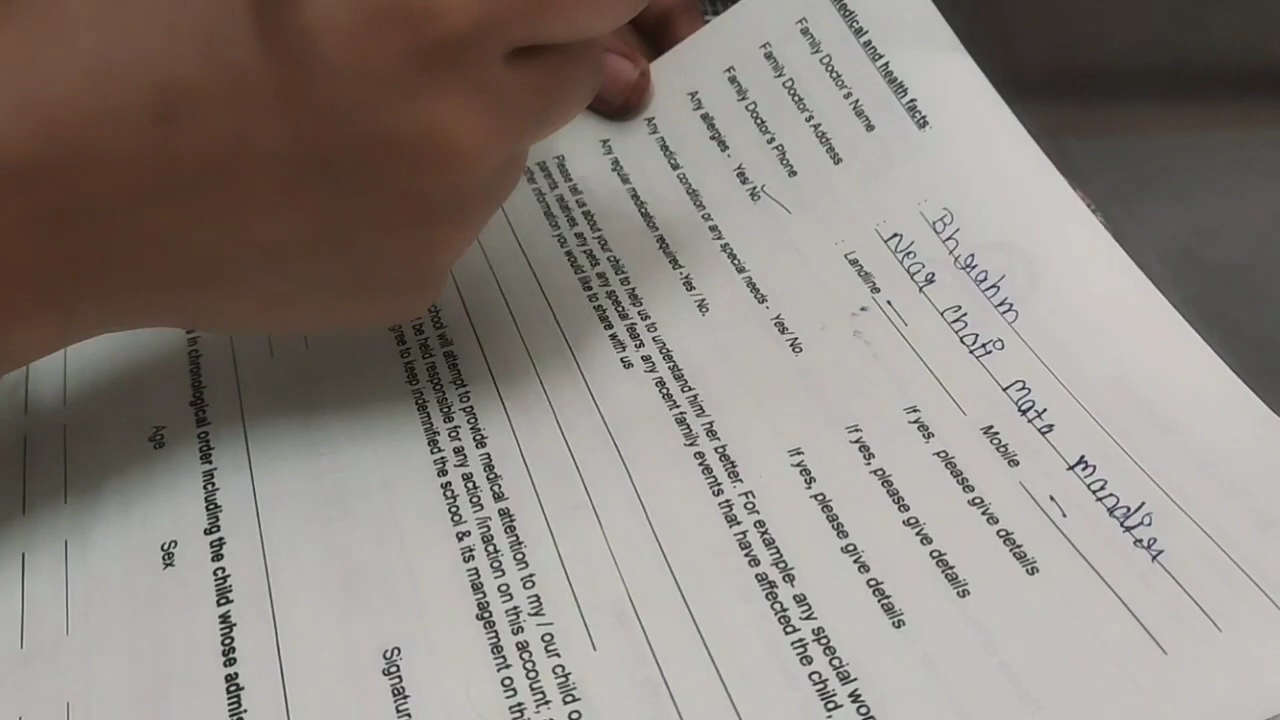 Medical and health facts:
Family Doctor's Name : Bhrahm
Family Doctor's Address : Near choti mata mandir
Family Doctor's Phone : Landline – Mobile –
Any allergies - Yes/ No. ✓ If yes, please give details
Any medical condition or any special needs - Yes/ No. If yes, please give details
Any regular medication required -Yes / No. If yes, please give details
Please tell us about your child to help us to understand him/ her better. For example- any special wor
parents, relatives, any pets, any special fears, any recent family events that have affected the child,
other information you would like to share with us
chool will attempt to provide medical attention to my / our child o
t be held responsible for any action /inaction on this account;
gree to keep indemnified the school & its management on thi
Signatur
in chronological order including the child whose admis
Age Sex